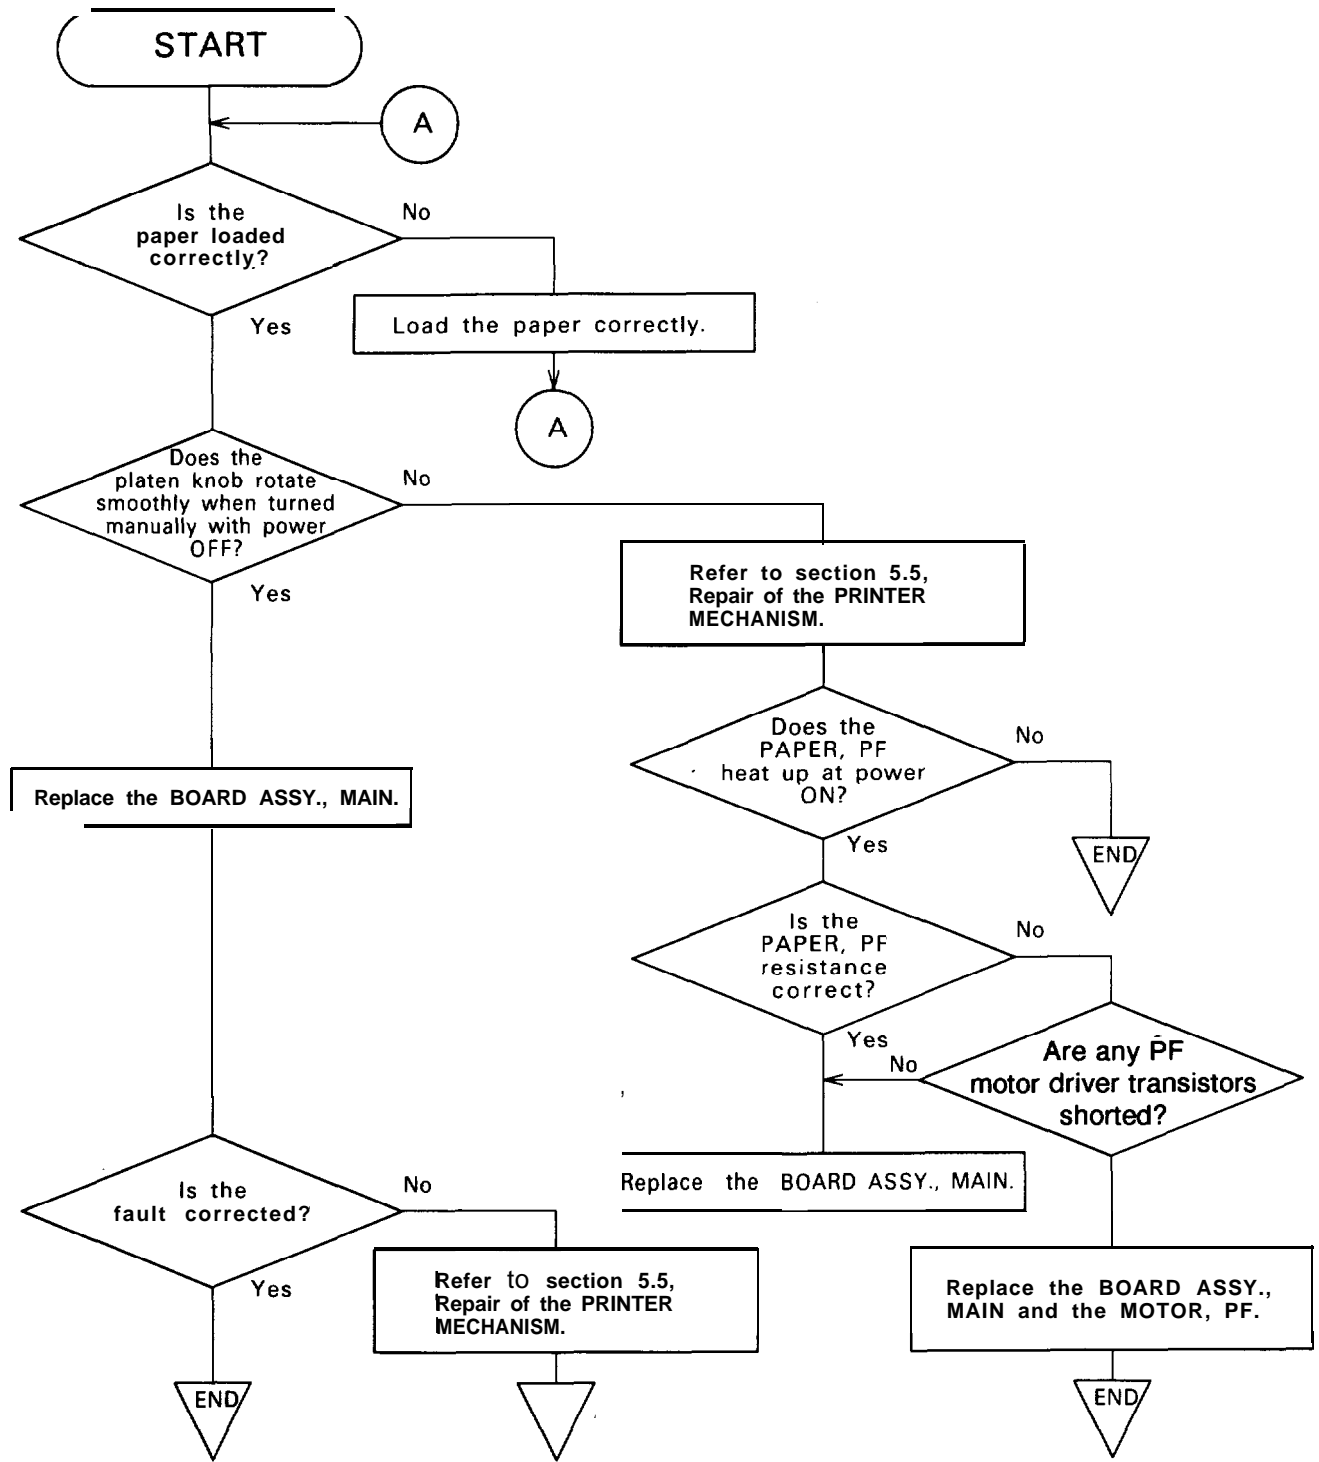 START
A
Is the
paper loaded
correctly?
No
Yes
Load the paper correctly.
A
Does the
platen knob rotate
smoothly when turned
manually with power
OFF?
No
Yes
Refer to section 5.5,
Repair of the PRINTER
MECHANISM.
Does the
PAPER, PF
heat up at power
ON?
No
Yes
END
Replace the BOARD ASSY., MAIN.
Is the
PAPER, PF
resistance
correct?
No
Yes
Are any PF
motor driver transistors
shorted?
No
Replace the BOARD ASSY., MAIN.
Is the
fault corrected?
No
Yes
Refer to section 5.5,
Repair of the PRINTER
MECHANISM.
Replace the BOARD ASSY.,
MAIN and the MOTOR, PF.
END
END